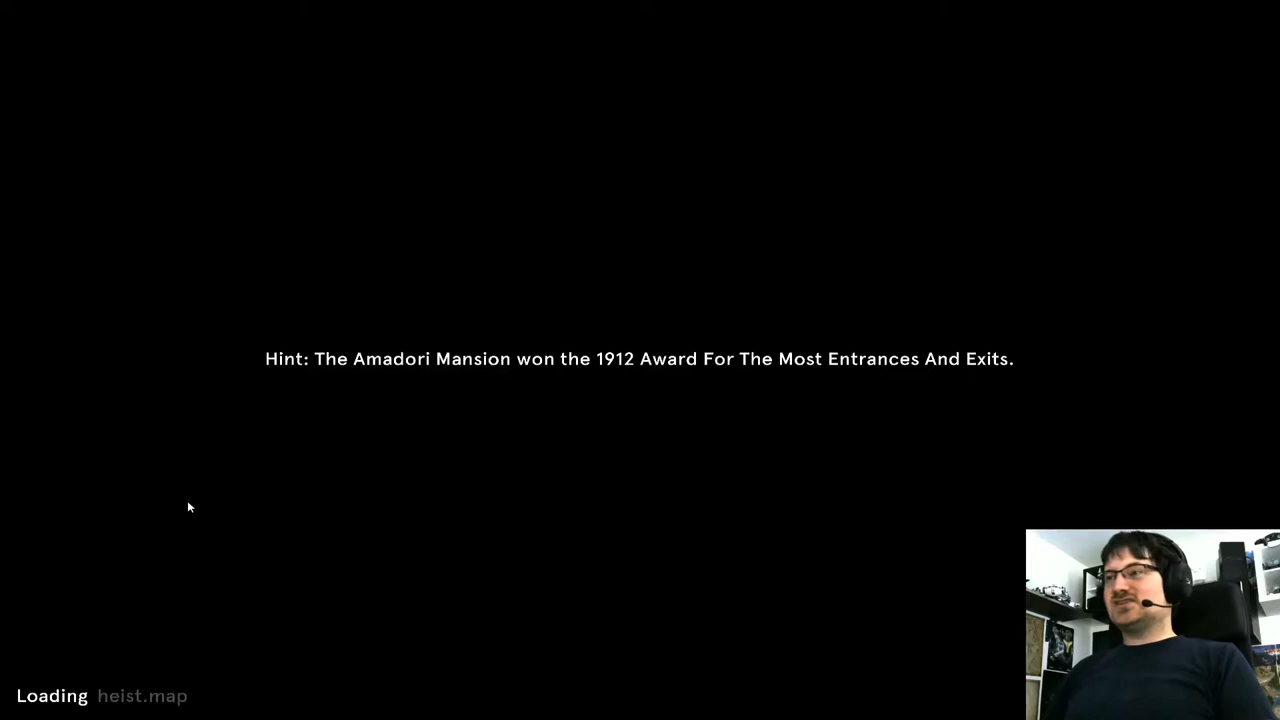 Hint: The Amadori Mansion won the 1912 Award For The Most Entrances And Exits.
Loading heist.map